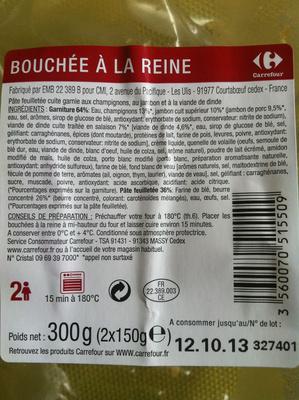 BOUCHÉE À LA REINE
Carrefour
Fabriqué par EMB 22 389 B pour CMI, 2 avenue du Pacifique - Les Ulis - 91977 Courtabœuf cedex - France
Pâte feuilletée cuite garnie aux champignons, au jambon et à la viande de dinde
INGRÉDIENTS : Garniture 64%: Eau, champignons 13%*, jambon cuit supérieur 10%* (jambon de porc 9,5%*,
eau, sel, arômes, sirop de glucose de blé, antioxydant: erythorbate de sodium, conservateur: nitrite de sodium),
viande de dinde cuite traitée en salaison 7%* (viande de dinde 4,6%*, eau, sirop de glucose de blé, sel,
gélifiant: carraghénanes, épices (dont moutarde), protéines de lait, farine de pois, levures, poivre, antioxydant:
erythorbate de sodium, conservateur: nitrite de sodium), crème liquide, quenelle de volaille (œufs, semoule de
blé dur, eau, viande de dinde, fibre de blé, huile de colza, sel, arôme naturel), poudre de lait écrémé, amidon
modifié de maïs, huile de colza, porto blanc modifié (porto blanc, préparation aromatisante naturelle,
antioxydant: anhydride sulfureux), farine de blé, fond blanc de veau
fécule de pomme de terre, arômes (ail, oignon, thym, laurier), viande de veau), sel, gélifiant : carraghénanes,
sucre, muscade, poivre, antioxydant: acide ascorbique, acidifiant: acide citrique.
*Pourcentages exprimés sur la garniture). Pâte feuilletée 36%: Farine de blé, beurre
concentré 26%* (beurre concentré, colorant: caroténoïdes mélangés), eau, œufs, sel.
(*Pourcentages exprimés sur la pâte feuilletée).
CONSEILS DE PRÉPARATION : Préchauffer votre four à 180°C (th.6). Placer les
bouchées à la reine à mi-hauteur du four et laisser cuire environ 15 minutes.
A conserver entre 0°C et + 4°C. Conditionné sous atmosphère protectrice.
Service Consommateur Carrefour - TSA 91431 - 91343 MASSY Cedex
www.carrefour.fr ou à l'accueil de votre magasin habituel.
N° Cristal 09 69 39 7000* *appel non surtaxé
3 560070 515509
2
15 min à 180°C
FR
22.389.003
CE
Poids net : 300 g (2x150g e)
A consommer jusqu'au/N° de lot :
12.10.13 327401
Retrouvez les produits Carrefour sur www.carrefour.fr